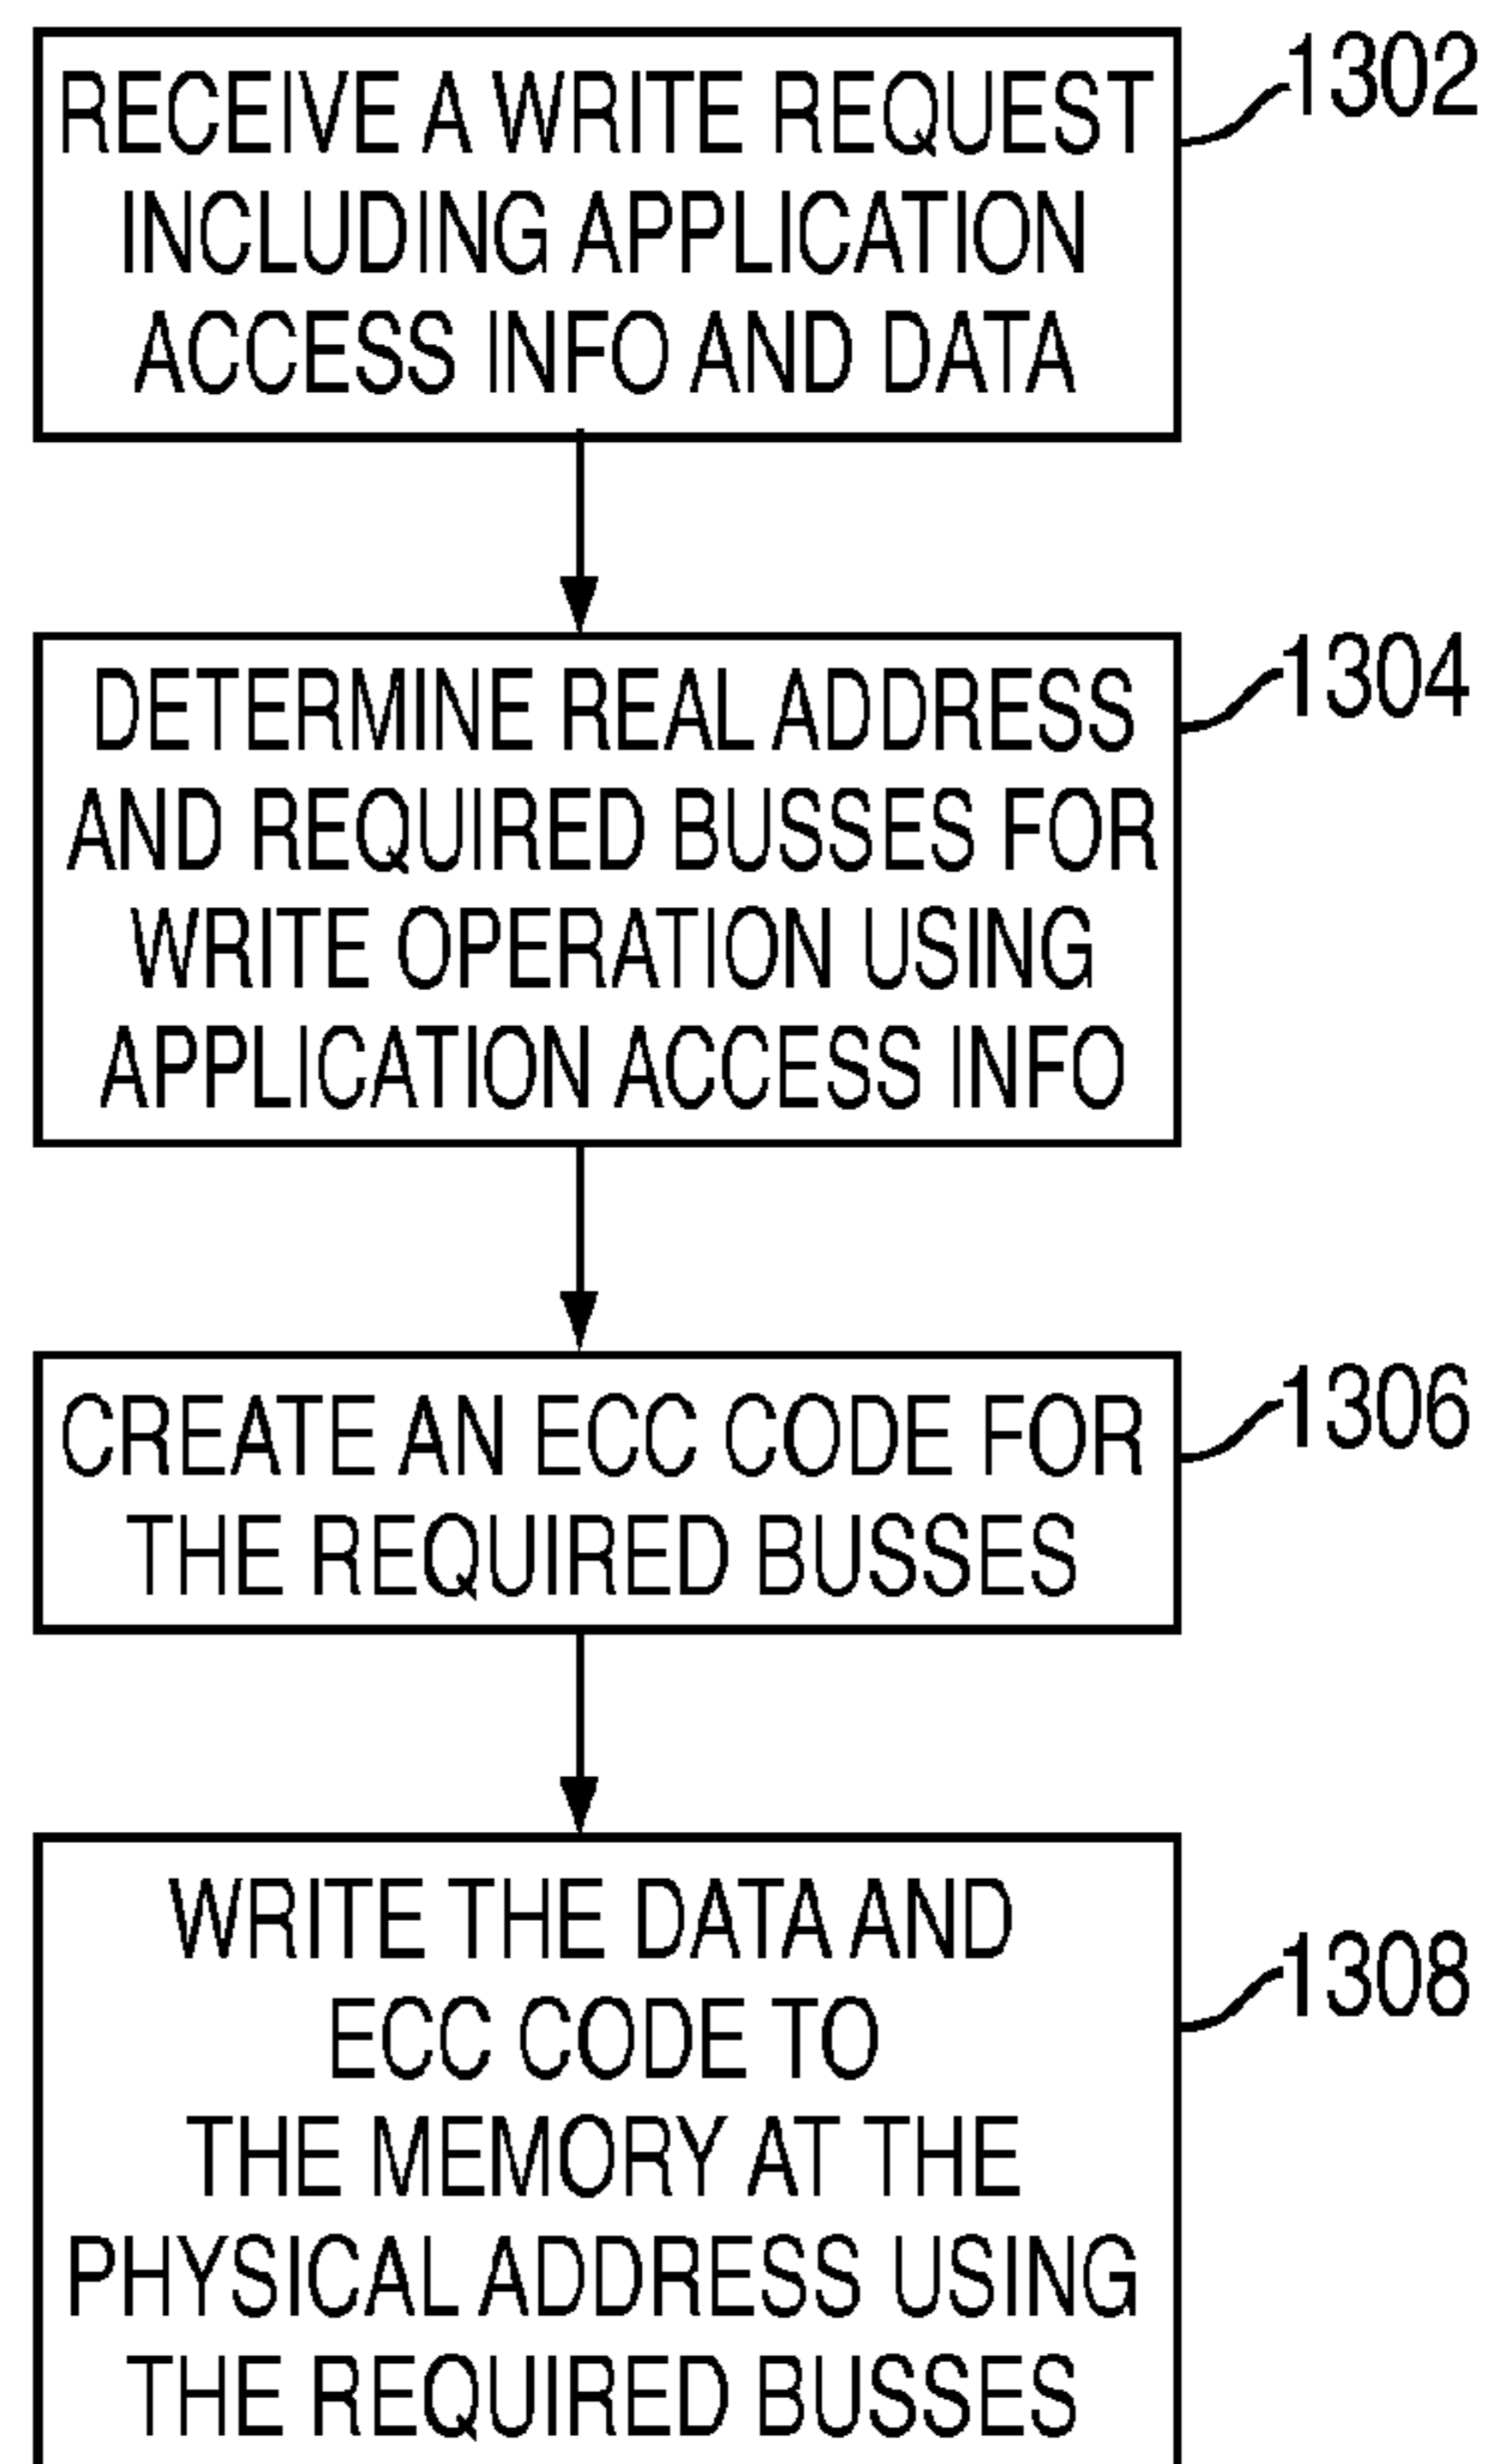 RECEIVE A WRITE REQUEST
INCLUDING APPLICATION
ACCESS INFO AND DATA
1302
DETERMINE REAL ADDRESS
AND REQUIRED BUSSES FOR
WRITE OPERATION USING
APPLICATION ACCESS INFO
1304
CREATE AN ECC CODE FOR
THE REQUIRED BUSSES
1306
WRITE THE DATA AND
ECC CODE TO
THE MEMORY AT THE
PHYSICAL ADDRESS USING
THE REQUIRED BUSSES
1308